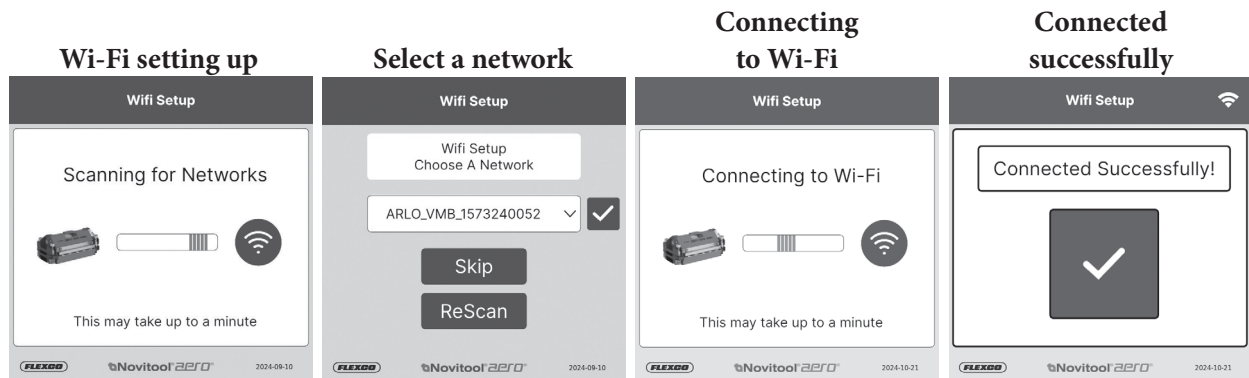 Wi-Fi setting up
Wifi Setup
Scanning for Networks
This may take up to a minute
FLEXCO
Novitool® aero®
2024-09-10
Select a network
Wifi Setup
Wifi Setup
Choose A Network
ARLO_VMB_1573240052
Skip
ReScan
FLEXCO
Novitool® aero®
2024-09-10
Connecting
to Wi-Fi
Wifi Setup
Connecting to Wi-Fi
This may take up to a minute
FLEXCO
Novitool® aero®
2024-10-21
Connected
successfully
Wifi Setup
Connected Successfully!
FLEXCO
Novitool® aero®
2024-10-21